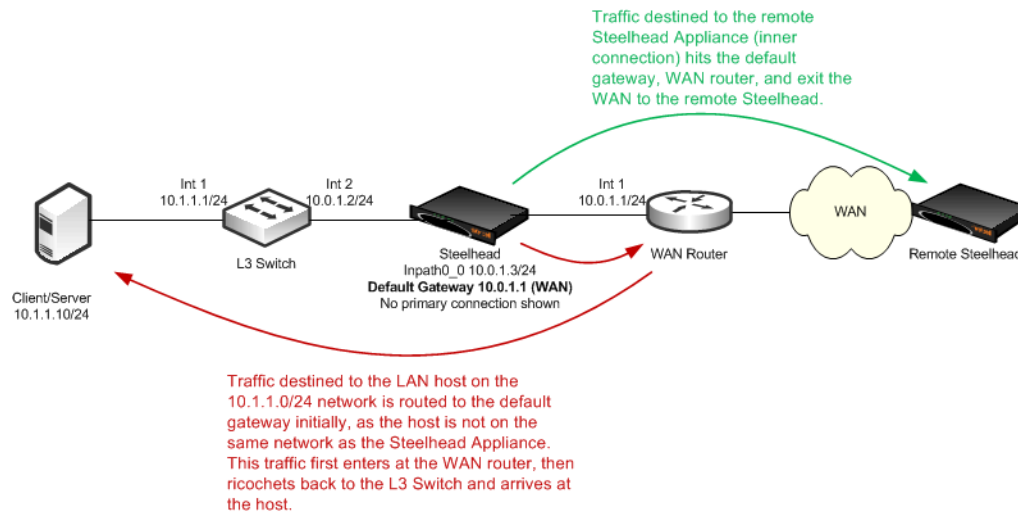 Traffic destined to the remote
Steelhead Appliance (inner
connection) hits the default
gateway, WAN router, and exit the
WAN to the remote Steelhead.
Int 1
10.1.1.1/24
Int 2
10.0.1.2/24
Int 1
10.0.1.1/24
WAN
L3 Switch
Steelhead
Inpath0_0 10.0.1.3/24
Default Gateway 10.0.1.1 (WAN)
No primary connection shown
WAN Router
Remote Steelhead
Client/Server
10.1.1.10/24
Traffic destined to the LAN host on the
10.1.1.0/24 network is routed to the default
gateway initially, as the host is not on the
same network as the Steelhead Appliance.
This traffic first enters at the WAN router, then
ricochets back to the L3 Switch and arrives at
the host.